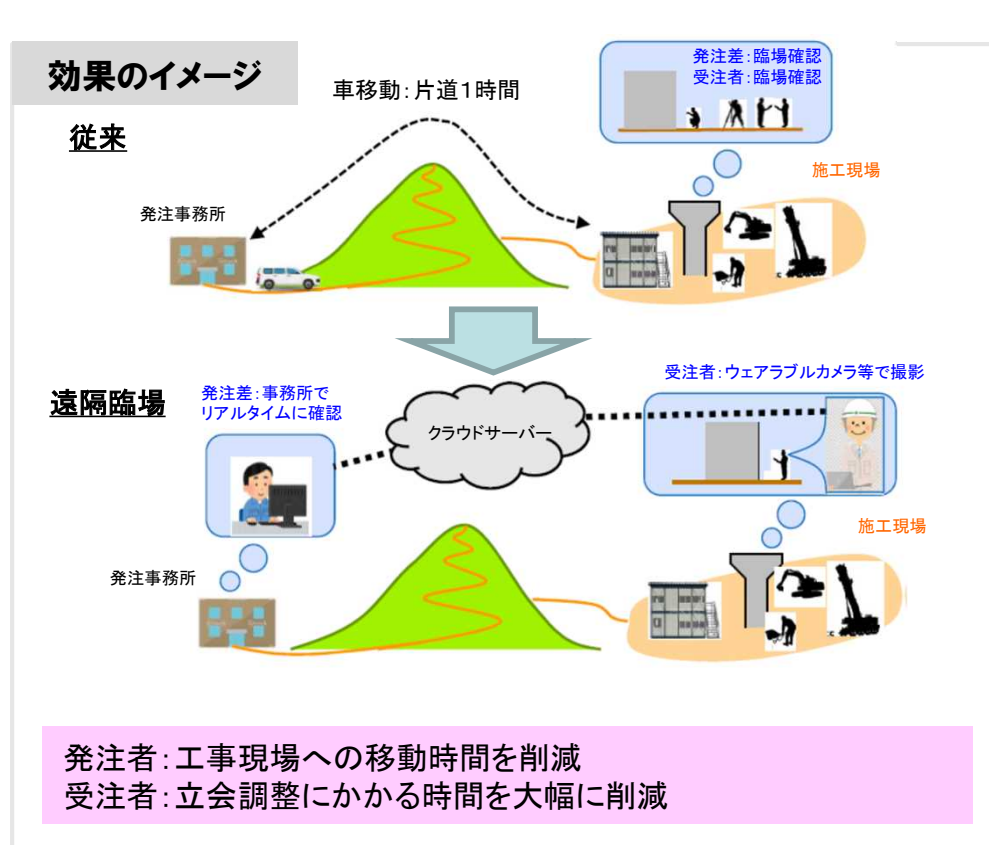 効果のイメージ
従来
車移動：片道１時間
発注差：臨場確認
受注者：臨場確認
施工現場
発注事務所
遠隔臨場
発注差：事務所で
リアルタイムに確認
クラウドサーバー
受注者：ウェアラブルカメラ等で撮影
施工現場
発注事務所
発注者：工事現場への移動時間を削減
受注者：立会調整にかかる時間を大幅に削減